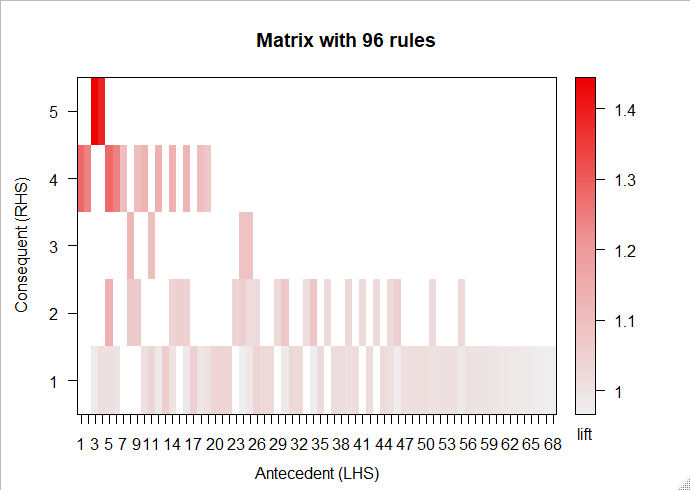 Matrix with 96 rules
Consequent (RHS)
5
4
3
2
1
1 3 5 7 9 11 14 17 20 23 26 29 32 35 38 41 44 47 50 53 56 59 62 65 68
Antecedent (LHS)
1.4
1.3
1.2
1.1
1
lift